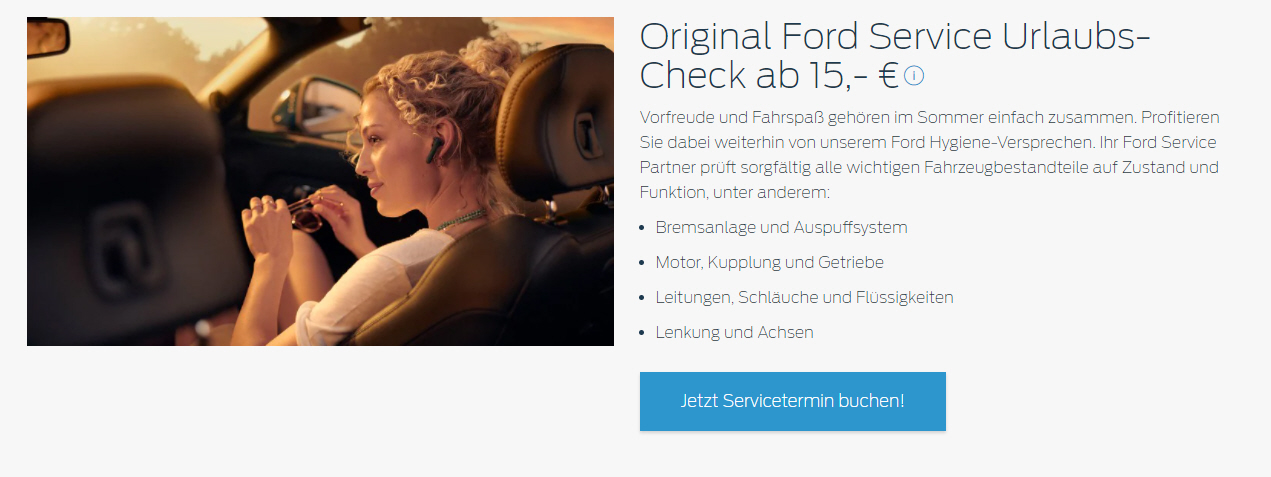 Original Ford Service Urlaubs-
Check ab 15,- € i
Vorfreude und Fahrspaß gehören im Sommer einfach zusammen. Profitieren
Sie dabei weiterhin von unserem Ford Hygiene-Versprechen. Ihr Ford Service
Partner prüft sorgfältig alle wichtigen Fahrzeugbestandteile auf Zustand und
Funktion, unter anderem:
• Bremsanlage und Auspuffsystem
• Motor, Kupplung und Getriebe
• Leitungen, Schläuche und Flüssigkeiten
• Lenkung und Achsen
Jetzt Servicetermin buchen!